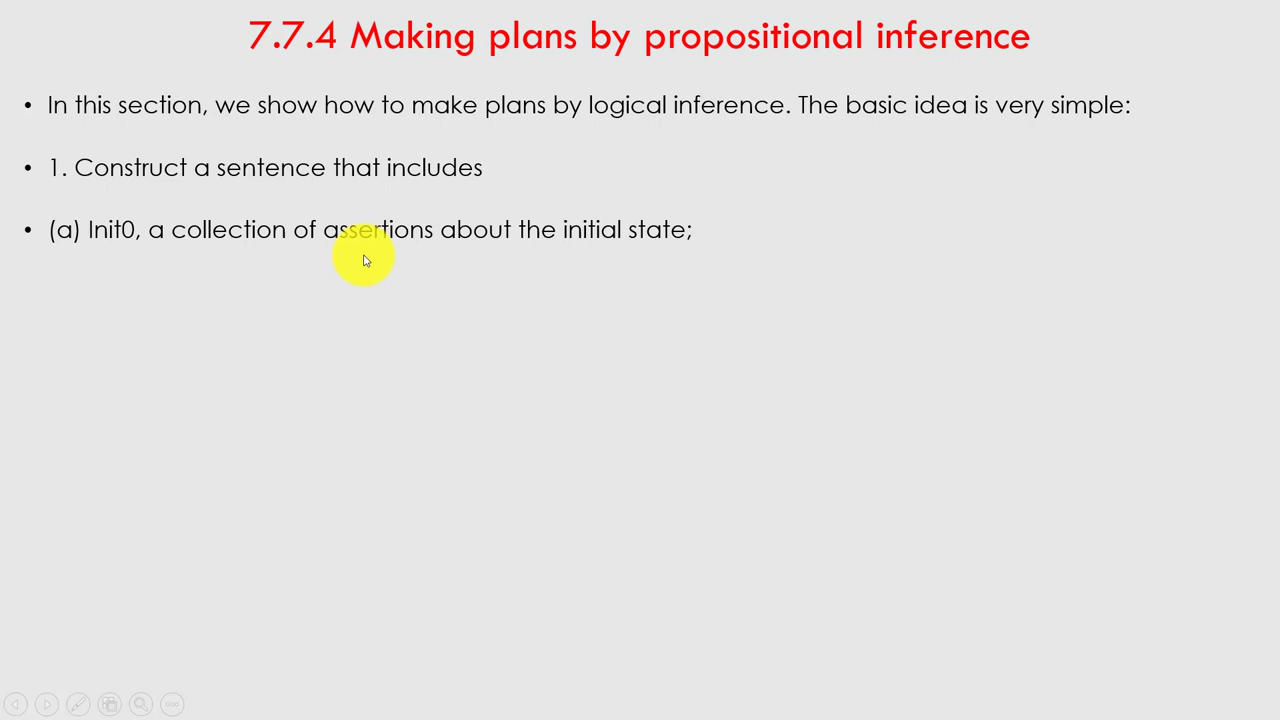 7.7.4 Making plans by propositional inference
• In this section, we show how to make plans by logical inference. The basic idea is very simple:
• 1. Construct a sentence that includes
• (a) Init0, a collection of assertions about the initial state;